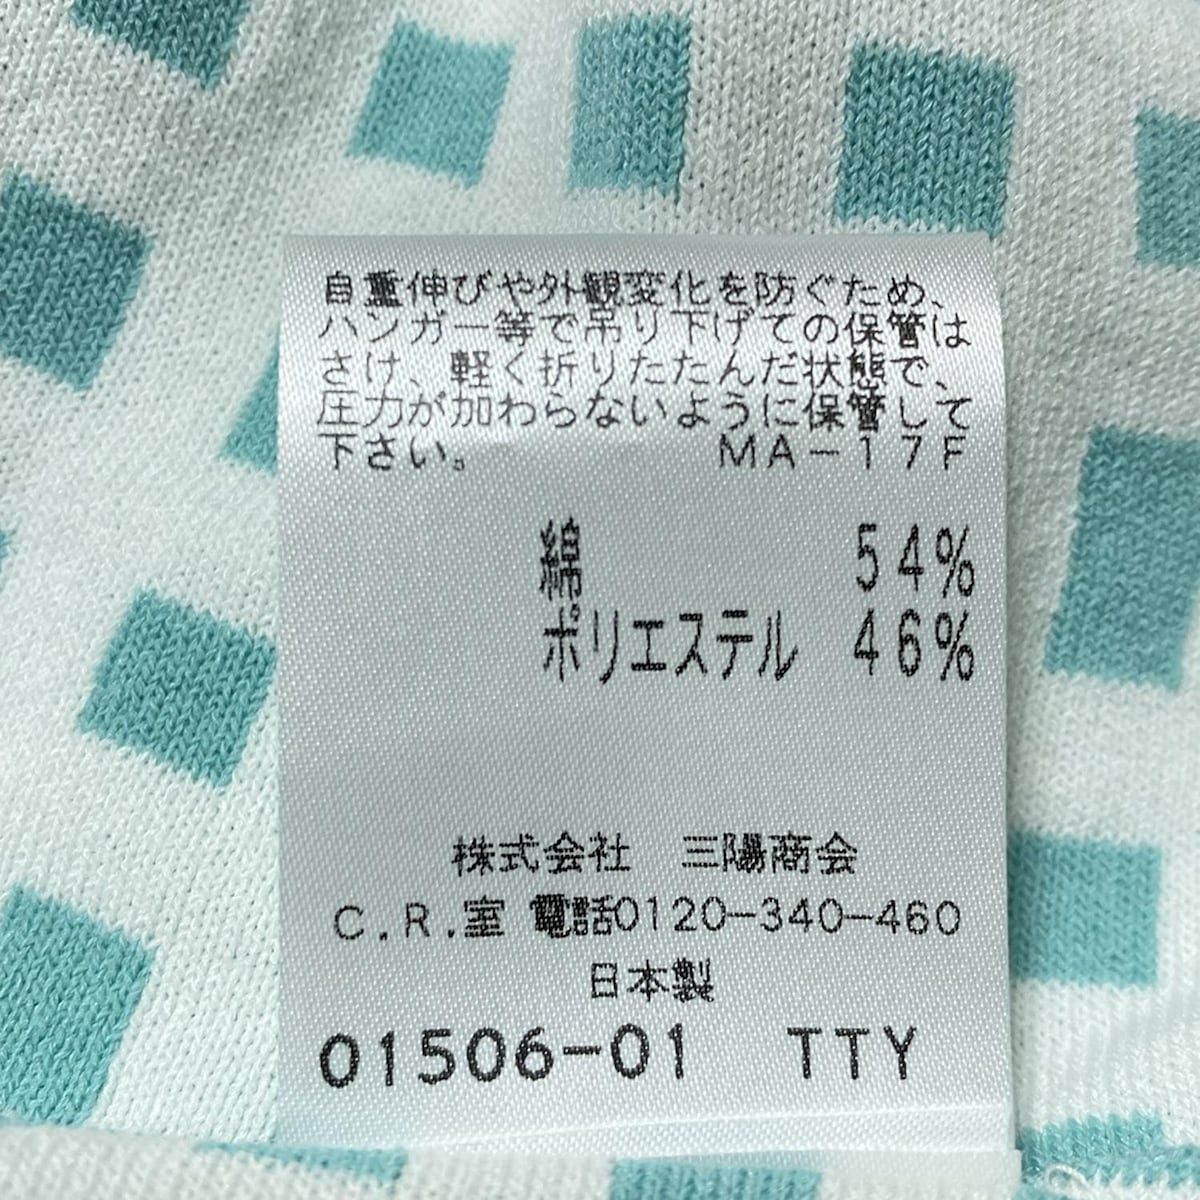 自重伸びや外観変化を防ぐため、
ハンガー等で吊り下げての保管は
さけ、軽く折りたたんだ状態で、
圧力が加わらないように保管して
下さい。 MA-17F
綿 54%
ポリエステル 46%
株式会社 三陽商会
C.R.室 電話0120-340-460
日本製
01506-01 TTY